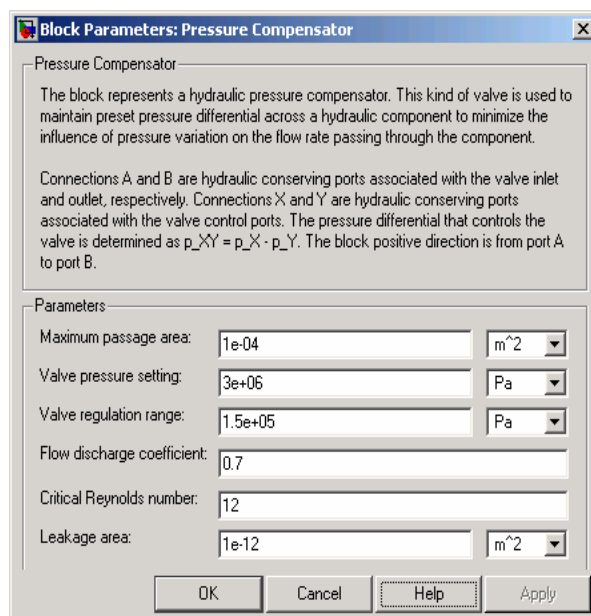 Block Parameters: Pressure Compensator
Pressure Compensator
The block represents a hydraulic pressure compensator. This kind of valve is used to
maintain preset pressure differential across a hydraulic component to minimize the
influence of pressure variation on the flow rate passing through the component.
Connections A and B are hydraulic conserving ports associated with the valve inlet
and outlet, respectively. Connections X and Y are hydraulic conserving ports
associated with the valve control ports. The pressure differential that controls the
valve is determined as p_XY = p_X - p_Y. The block positive direction is from port A
to port B.
Parameters
Maximum passage area: 1e-04 m^2
Valve pressure setting: 3e+06 Pa
Valve regulation range: 1.5e+05 Pa
Flow discharge coefficient: 0.7
Critical Reynolds number: 12
Leakage area: 1e-12 m^2
OK Cancel Help Apply